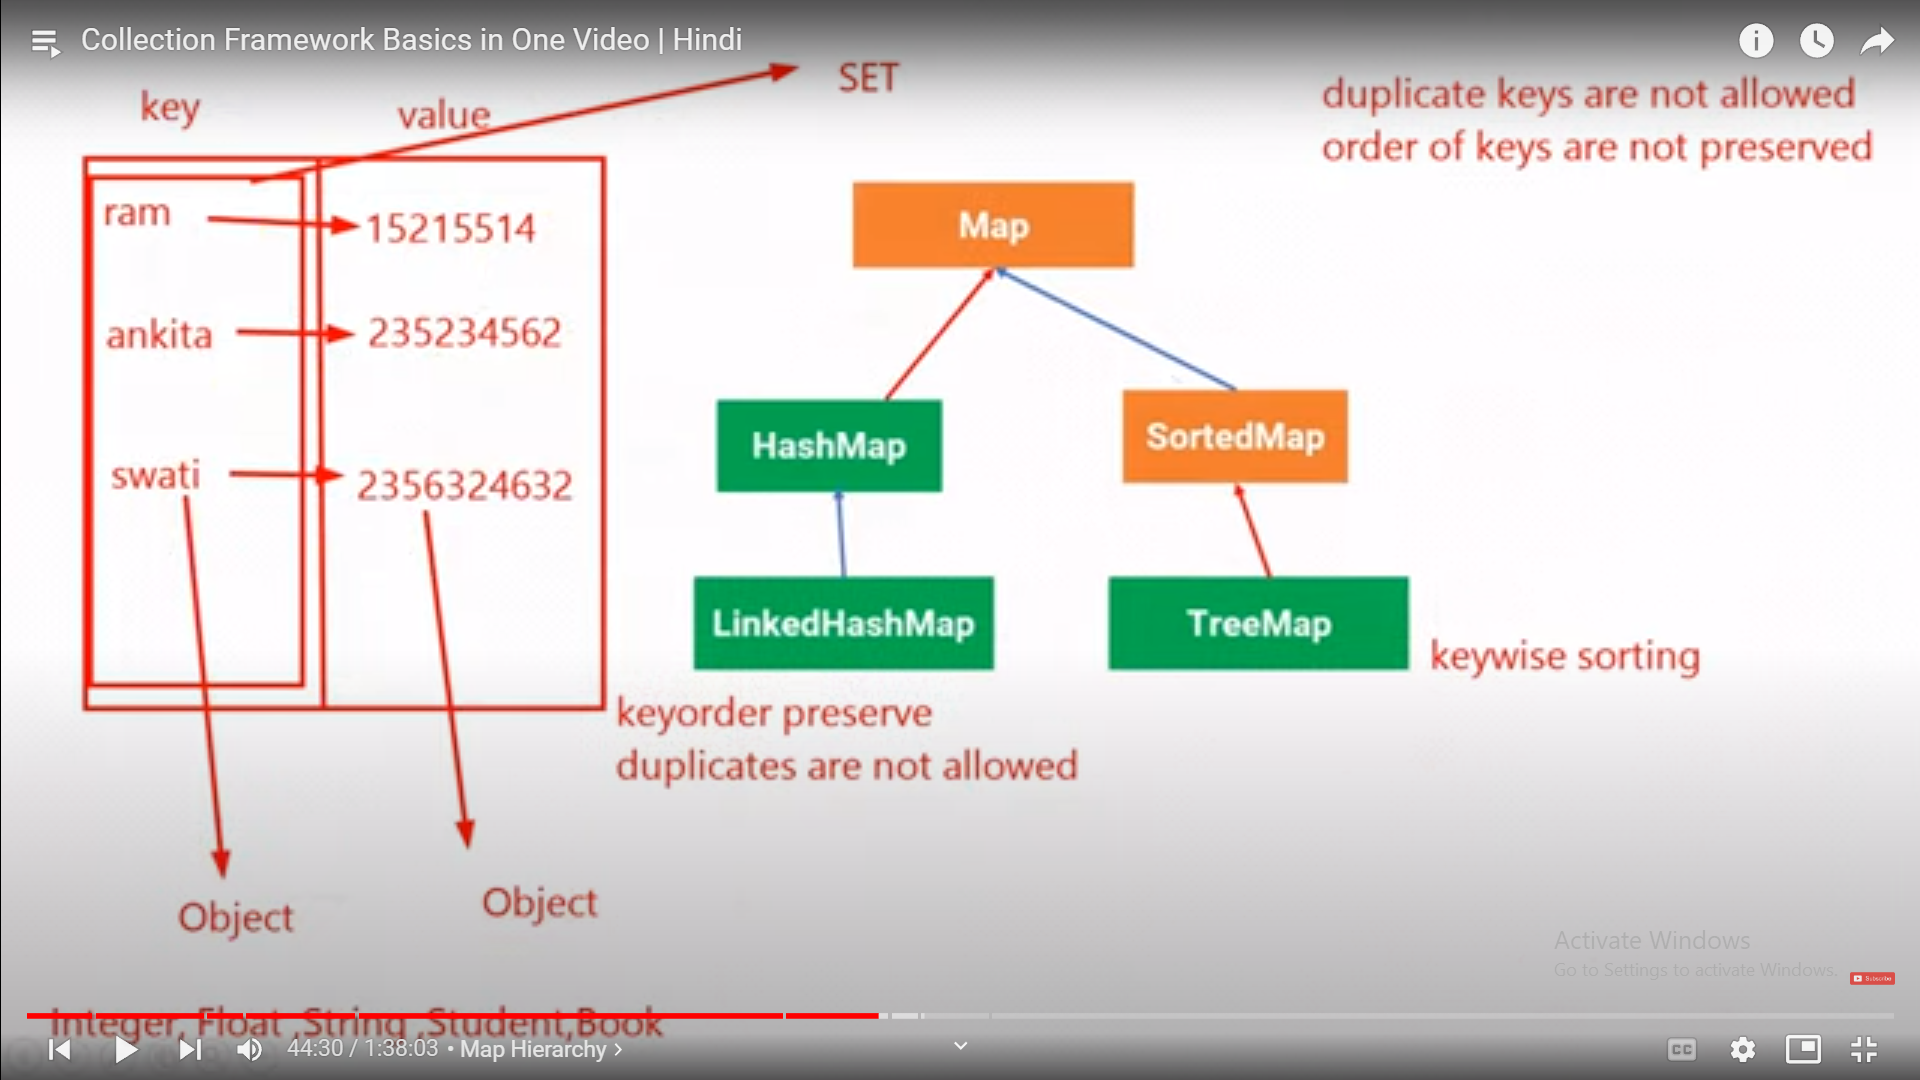 Collection Framework Basics in One Video | Hindi
SET
key
value
duplicate keys are not allowed
order of keys are not preserved
ram
15215514
Map
ankita
235234562
HashMap
SortedMap
swati
2356324632
LinkedHashMap
TreeMap
keywise sorting
keyorder preserve
duplicates are not allowed
Object
Object
Activate Windows
Go to Settings to activate Windows.
Subscribe
Integer, Float ,String ,Student,Book
44:30 / 1:38:03 • Map Hierarchy ›
CC